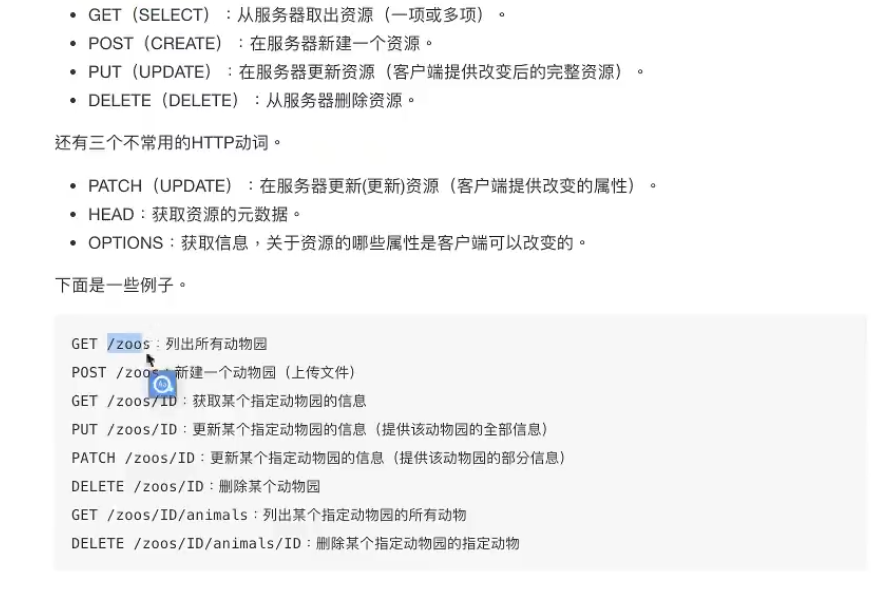 • GET（SELECT）：从服务器取出资源（一项或多项）。
• POST（CREATE）：在服务器新建一个资源。
• PUT（UPDATE）：在服务器更新资源（客户端提供改变后的完整资源）。
• DELETE（DELETE）：从服务器删除资源。
还有三个不常用的HTTP动词。
• PATCH（UPDATE）：在服务器更新(更新)资源（客户端提供改变的属性）。
• HEAD：获取资源的元数据。
• OPTIONS：获取信息，关于资源的哪些属性是客户端可以改变的。
下面是一些例子。
GET /zoos：列出所有动物园
POST /zoos：新建一个动物园（上传文件）
GET /zoos/ID：获取某个指定动物园的信息
PUT /zoos/ID：更新某个指定动物园的信息（提供该动物园的全部信息）
PATCH /zoos/ID：更新某个指定动物园的信息（提供该动物园的部分信息）
DELETE /zoos/ID：删除某个动物园
GET /zoos/ID/animals：列出某个指定动物园的所有动物
DELETE /zoos/ID/animals/ID：删除某个指定动物园的指定动物